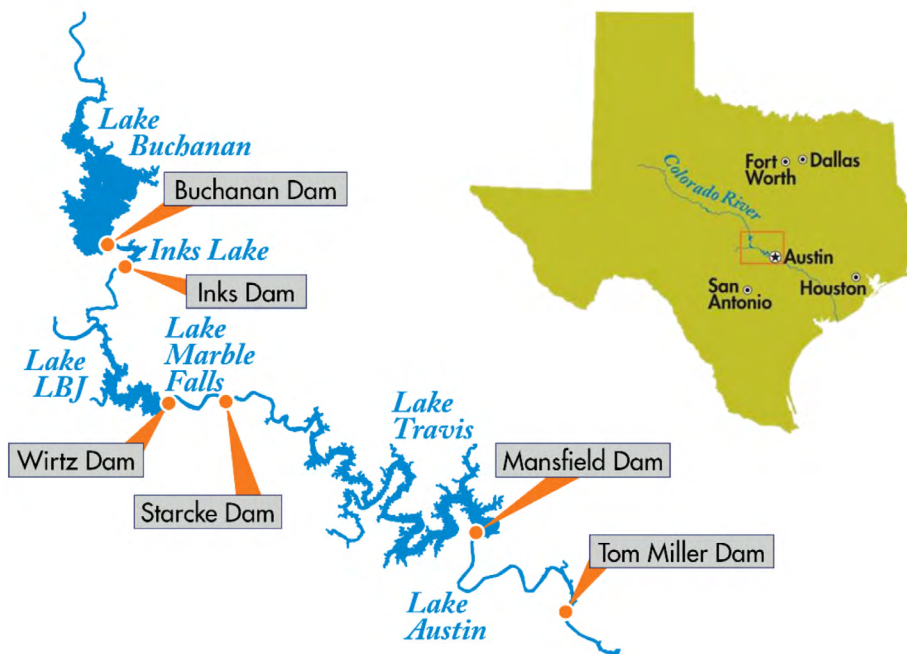 Lake
Buchanan
Buchanan Dam
Inks Lake
Inks Dam
Lake
Marble
Falls
Lake
LBJ
Wirtz Dam
Starcke Dam
Lake
Travis
Mansfield Dam
Tom Miller Dam
Lake
Austin
Colorado River
Fort
Worth
Dallas
Austin
Houston
San
Antonio